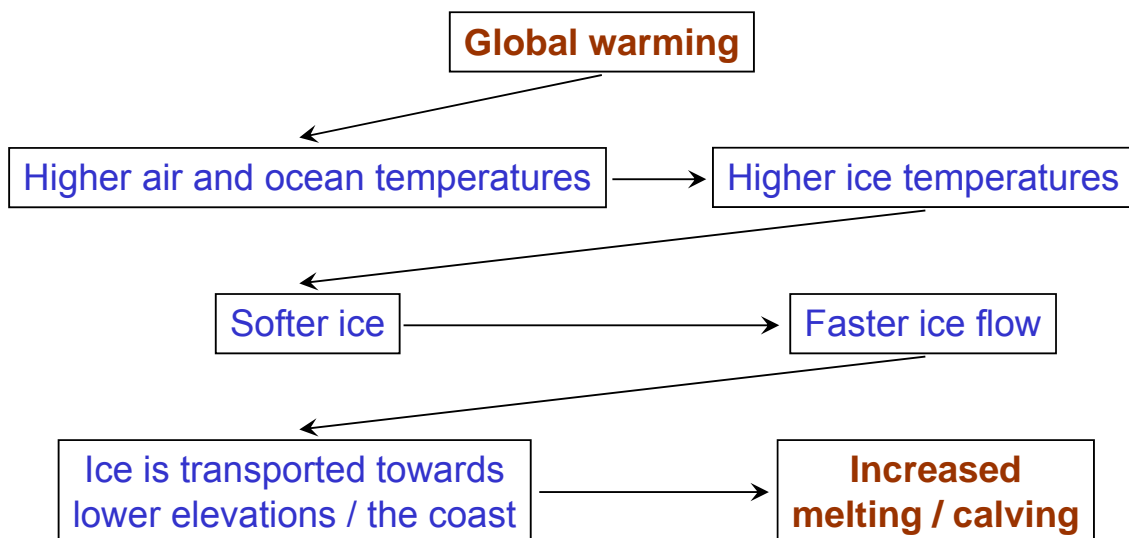 Global warming
Higher air and ocean temperatures
Higher ice temperatures
Softer ice
Faster ice flow
Ice is transported towards
lower elevations / the coast
Increased
melting / calving